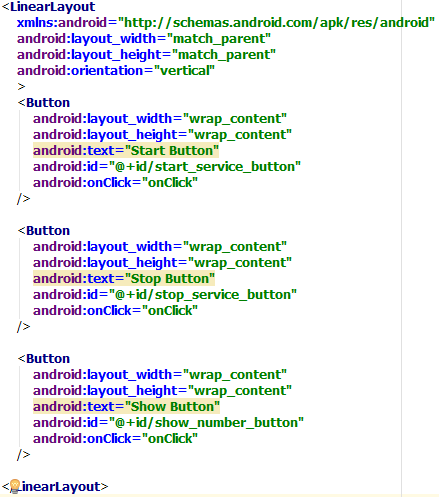 <LinearLayout
xmlns:android="http://schemas.android.com/apk/res/android"
android:layout_width="match_parent"
android:layout_height="match_parent"
android:orientation="vertical"
>
<Button
android:layout_width="wrap_content"
android:layout_height="wrap_content"
android:text="Start Button"
android:id="@+id/start_service_button"
android:onClick="onClick"
/>
<Button
android:layout_width="wrap_content"
android:layout_height="wrap_content"
android:text="Stop Button"
android:id="@+id/stop_service_button"
android:onClick="onClick"
/>
<Button
android:layout_width="wrap_content"
android:layout_height="wrap_content"
android:text="Show Button"
android:id="@+id/show_number_button"
android:onClick="onClick"
/>
</LinearLayout>